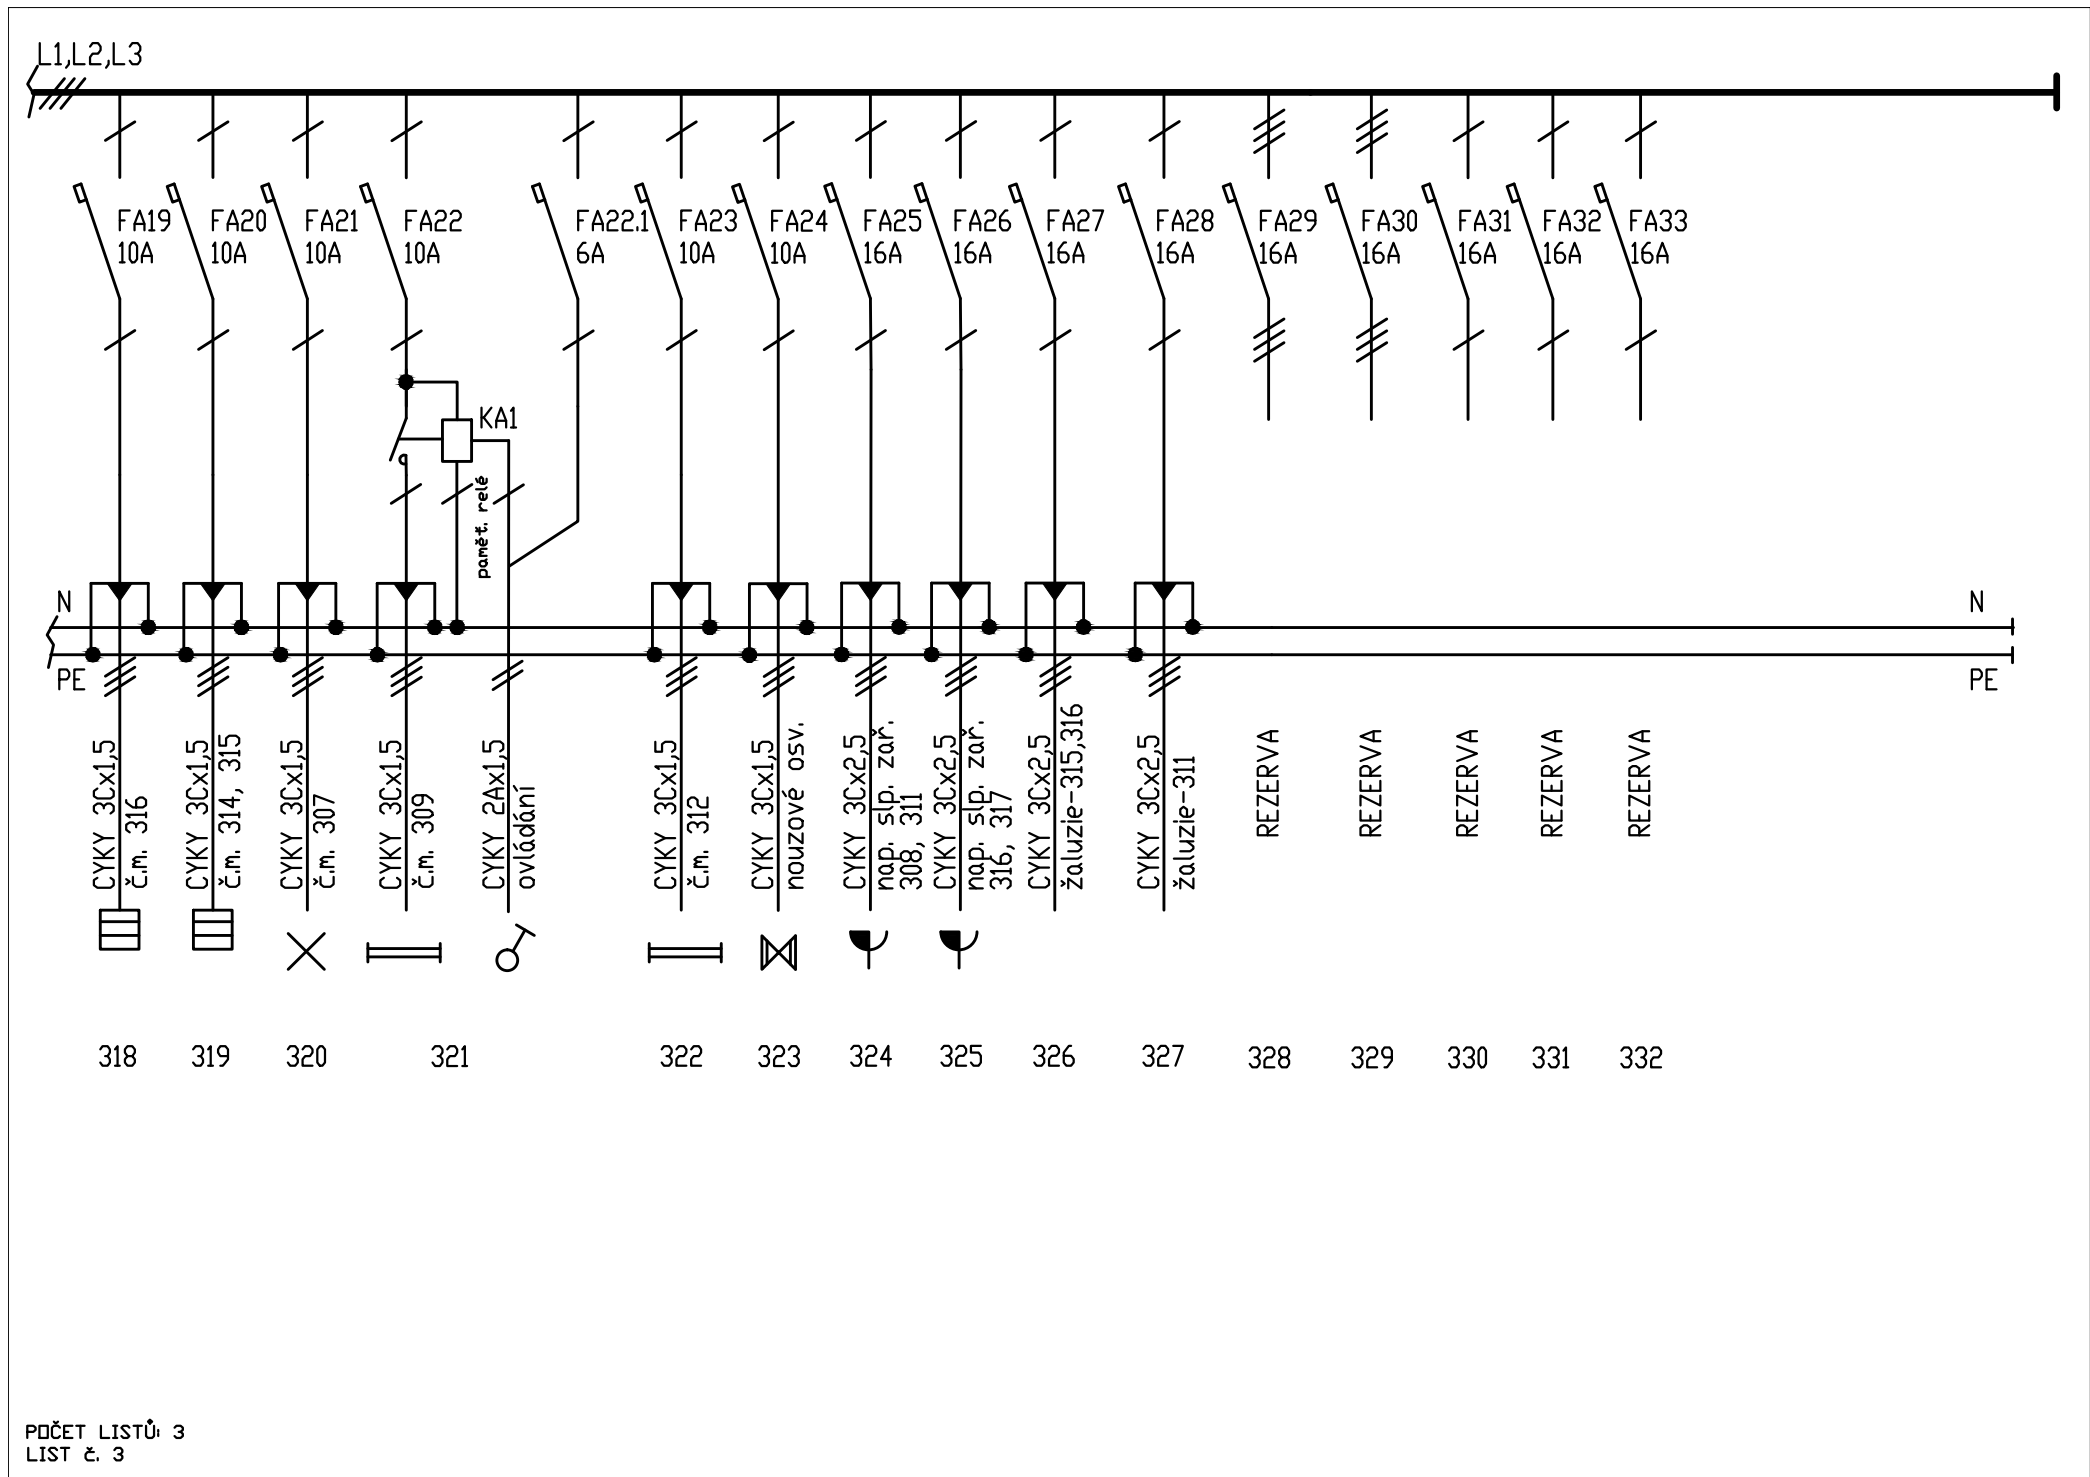 L1,L2,L3
FA19
10A
FA20
10A
FA21
10A
FA22
10A
FA22.1
6A
FA23
10A
FA24
10A
FA25
16A
FA26
16A
FA27
16A
FA28
16A
FA29
16A
FA30
16A
FA31
16A
FA32
16A
FA33
16A
KA1
pamět. relé
N
N
PE
PE
CYKY 3Cx1,5
č.m. 316
CYKY 3Cx1,5
č.m. 314, 315
CYKY 3Cx1,5
č.m. 307
CYKY 3Cx1,5
č.m. 309
CYKY 2Ax1,5
ovládání
CYKY 3Cx1,5
č.m. 312
CYKY 3Cx1,5
nouzové osv.
CYKY 3Cx2,5
nap. slp. zař.
308, 311
CYKY 3Cx2,5
nap. slp. zař.
316, 317
CYKY 3Cx2,5
žaluzie-315,316
CYKY 3Cx2,5
žaluzie-311
REZERVA
REZERVA
REZERVA
REZERVA
REZERVA
318
319
320
321
322
323
324
325
326
327
328
329
330
331
332
POČET LISTŮ: 3
LIST č. 3